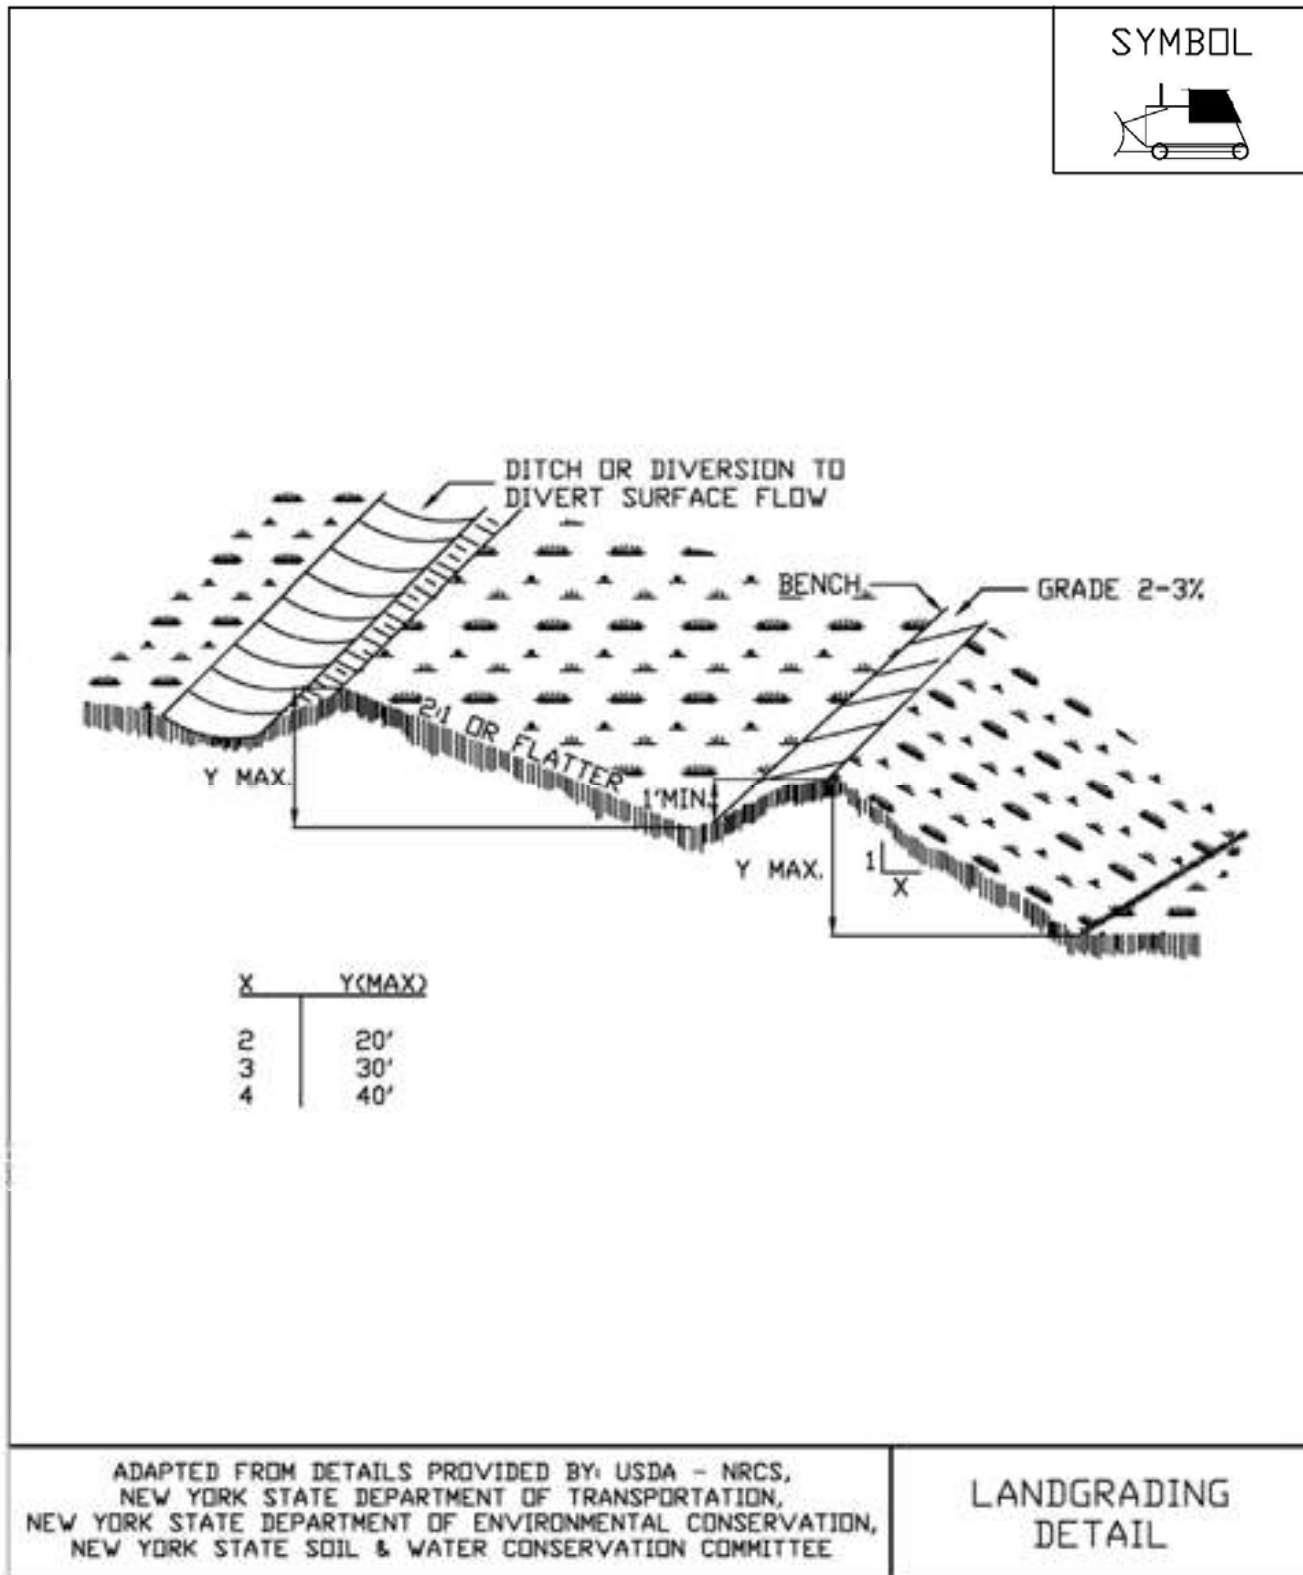 SYMBOL
DITCH OR DIVERSION TO
DIVERT SURFACE FLOW
BENCH
GRADE 2-3%
2:1 OR FLATTER
Y MAX.
1'MIN.
Y MAX.
1
X
X Y(MAX)
2 20'
3 30'
4 40'
ADAPTED FROM DETAILS PROVIDED BY: USDA - NRCS,
NEW YORK STATE DEPARTMENT OF TRANSPORTATION,
NEW YORK STATE DEPARTMENT OF ENVIRONMENTAL CONSERVATION,
NEW YORK STATE SOIL & WATER CONSERVATION COMMITTEE
LANDGRADING
DETAIL